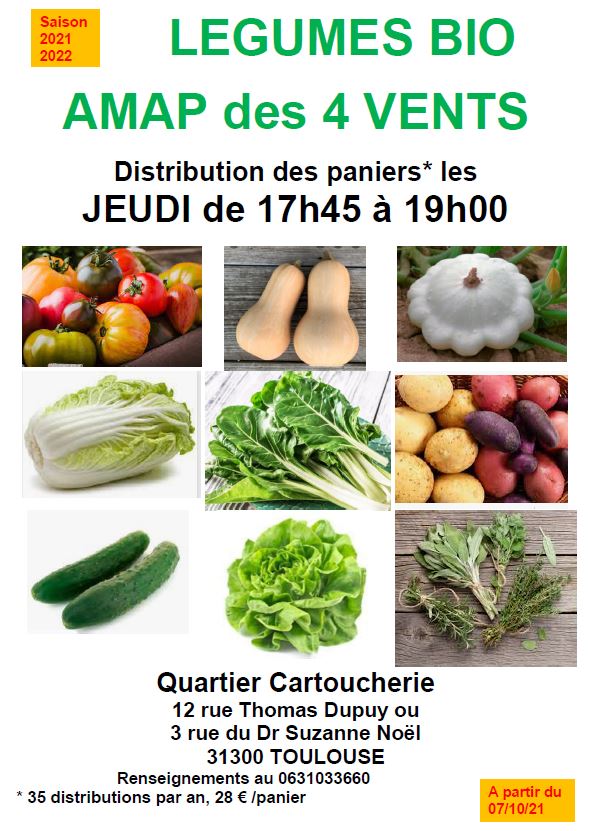 Saison
2021
2022
LEGUMES BIO
AMAP des 4 VENTS
Distribution des paniers* les
JEUDI de 17h45 à 19h00
Quartier Cartoucherie
12 rue Thomas Dupuy ou
3 rue du Dr Suzanne Noël
31300 TOULOUSE
Renseignements au 0631033660
* 35 distributions par an, 28 € /panier
A partir du
07/10/21